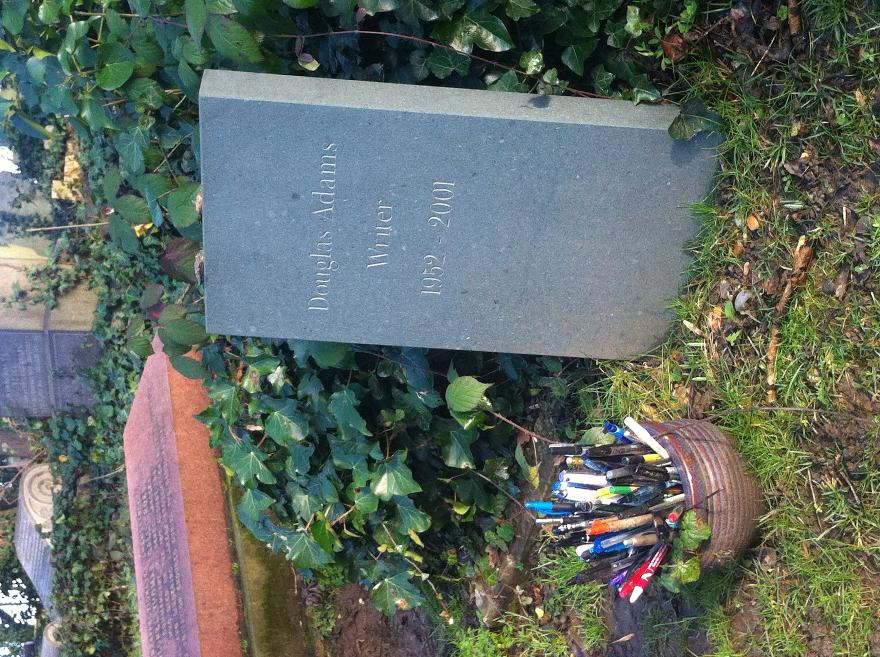 Douglas Adams
Writer
1952 - 2001